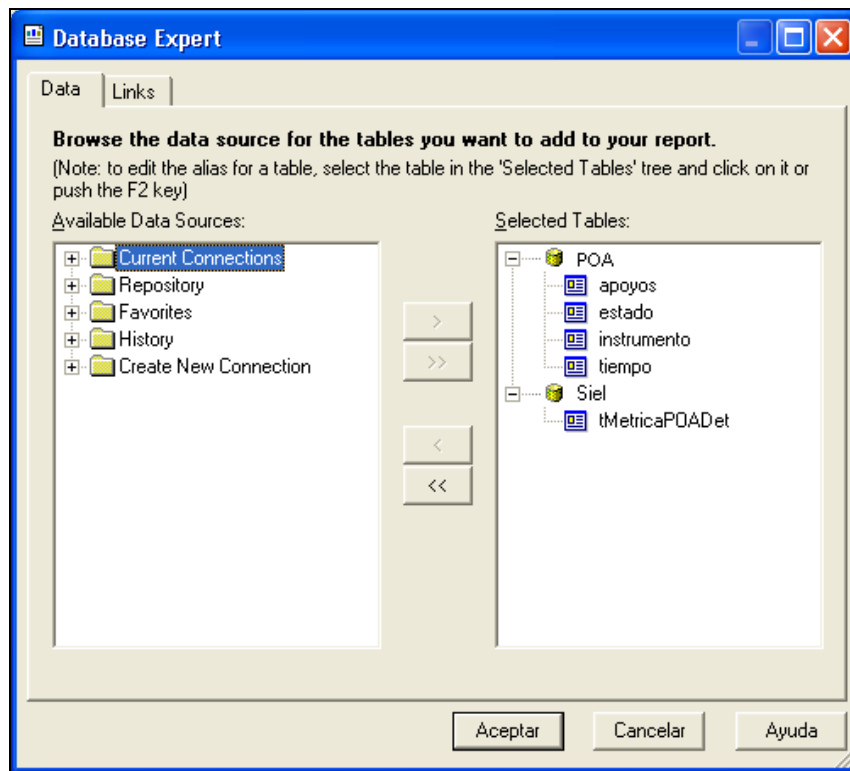 Database Expert
Data
Links
Browse the data source for the tables you want to add to your report.
(Note: to edit the alias for a table, select the table in the 'Selected Tables' tree and click on it or
push the F2 key)
Available Data Sources:
Current Connections
Repository
Favorites
History
Create New Connection
>
>>
<
<<
Selected Tables:
POA
apoyos
estado
instrumento
tiempo
Siel
tMetricaPOADet
Aceptar
Cancelar
Ayuda